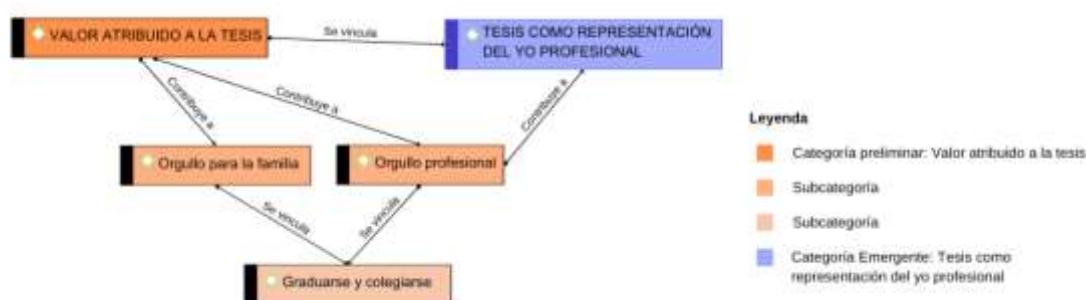 VALOR ATRIBUIDO A LA TESIS
Se vincula
TESIS COMO REPRESENTACIÓN
DEL YO PROFESIONAL
Contribuye a
Contribuye a
Contribuye a
Orgullo para la familia
Orgullo profesional
Se vincula
Se vincula
Graduarse y colegiarse
Leyenda
Categoría preliminar: Valor atribuido a la tesis
Subcategoría
Subcategoría
Categoría Emergente: Tesis como
representación del yo profesional